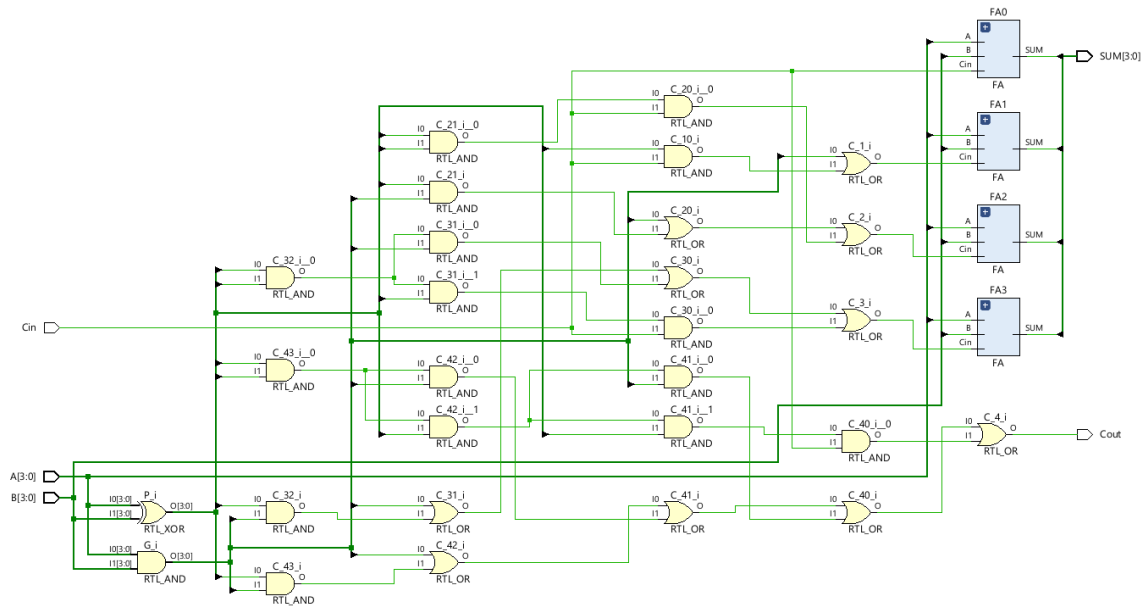 FA0
A
B
Cin
SUM
FA
SUM[3:0]
C_20_i__0
I0
I1
O
RTL_AND
C_21_i__0
I0
I1
O
RTL_AND
C_10_i
I0
I1
O
RTL_AND
C_1_i
I0
I1
O
RTL_OR
FA1
A
B
Cin
SUM
FA
C_21_i
I0
I1
O
RTL_AND
C_20_i
I0
I1
O
RTL_OR
C_2_i
I0
I1
O
RTL_OR
FA2
A
B
Cin
SUM
FA
C_31_i__0
I0
I1
O
RTL_AND
C_32_i__0
I0
I1
O
RTL_AND
C_31_i__1
I0
I1
O
RTL_AND
C_30_i
I0
I1
O
RTL_OR
Cin
C_30_i__0
I0
I1
O
RTL_AND
C_3_i
I0
I1
O
RTL_OR
FA3
A
B
Cin
SUM
FA
C_43_i__0
I0
I1
O
RTL_AND
C_42_i__0
I0
I1
O
RTL_AND
C_41_i__0
I0
I1
O
RTL_AND
C_42_i__1
I0
I1
O
RTL_AND
C_41_i__1
I0
I1
O
RTL_AND
C_40_i__0
I0
I1
O
RTL_AND
C_4_i
I0
I1
O
RTL_OR
Cout
A[3:0]
B[3:0]
P_i
I0[3:0]
I1[3:0]
O[3:0]
RTL_XOR
C_32_i
I0
I1
O
RTL_AND
C_31_i
I0
I1
O
RTL_OR
C_41_i
I0
I1
O
RTL_OR
C_40_i
I0
I1
O
RTL_OR
G_i
I0[3:0]
I1[3:0]
O[3:0]
RTL_AND
C_43_i
I0
I1
O
RTL_AND
C_42_i
I0
I1
O
RTL_OR